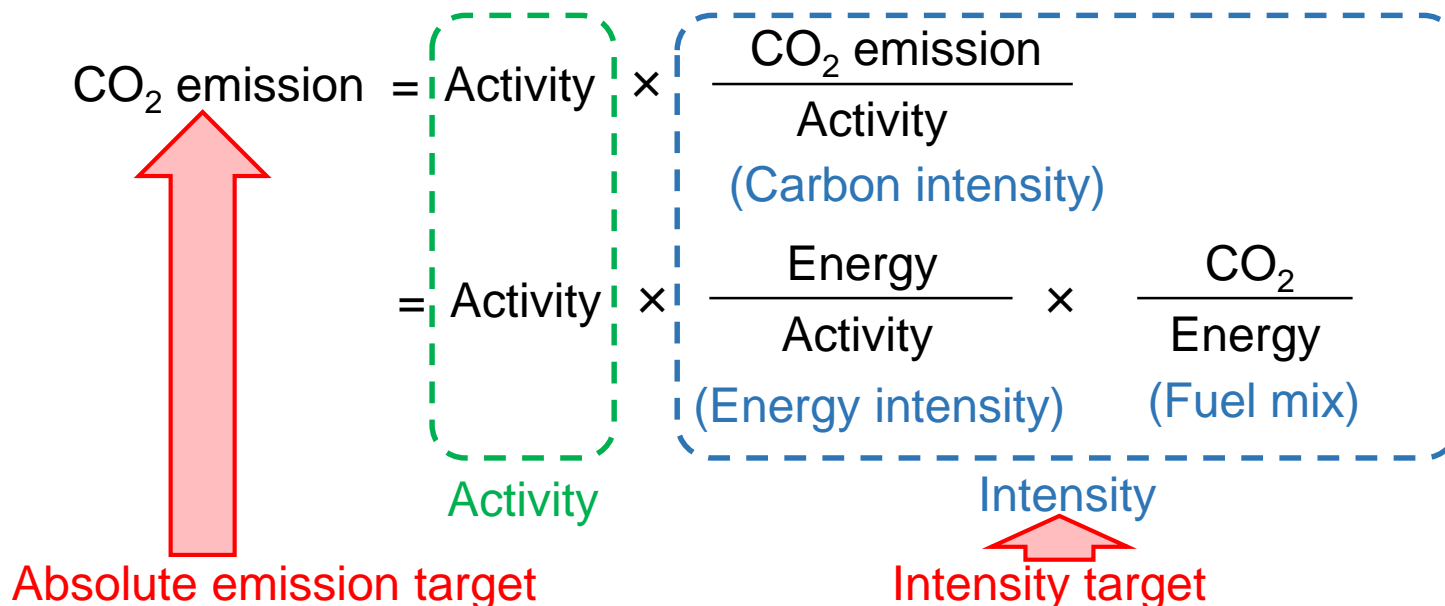 CO₂ emission = Activity × CO₂ emission
Activity
(Carbon intensity)
= Activity × Energy × CO₂
Activity Energy
(Energy intensity) (Fuel mix)
Activity Intensity
Absolute emission target Intensity target